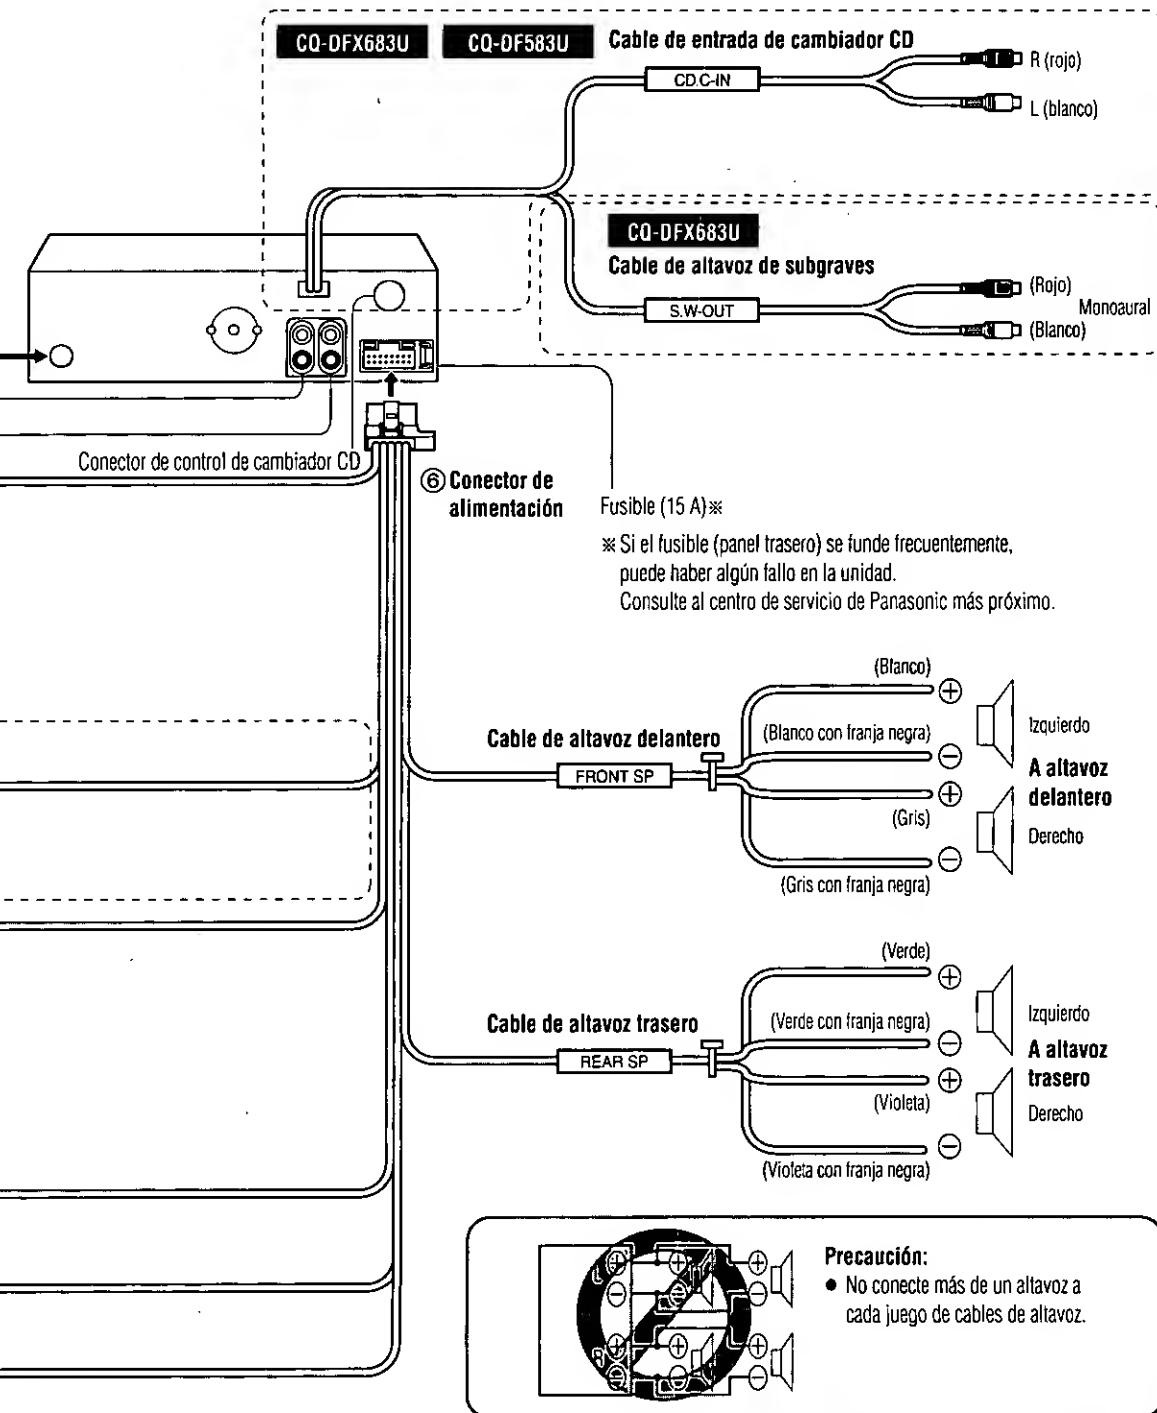 CQ-DFX683U
CQ-DF583U
Cable de entrada de cambiador CD
CD.C-IN
R (rojo)
L (blanco)
CQ-DFX683U
Cable de altavoz de subgraves
S.W-OUT
(Rojo)
Monoaural
(Blanco)
Conector de control de cambiador CD
⑥ Conector de
alimentación
Fusible (15 A)※
※ Si el fusible (panel trasero) se funde frecuentemente,
puede haber algún fallo en la unidad.
Consulte al centro de servicio de Panasonic más próximo.
(Blanco)
⊕
Cable de altavoz delantero
(Blanco con franja negra)
Izquierdo
⊖
FRONT SP
A altavoz
delantero
⊕
(Gris)
Derecho
⊖
(Gris con franja negra)
(Verde)
⊕
Cable de altavoz trasero
(Verde con franja negra)
Izquierdo
⊖
REAR SP
A altavoz
trasero
⊕
(Violeta)
Derecho
⊖
(Violeta con franja negra)
L
⊕ ⊕ ⊕
⊖ ⊖ ⊖
R
⊕ ⊕ ⊕
⊖ ⊖ ⊖
Precaución:
● No conecte más de un altavoz a
cada juego de cables de altavoz.